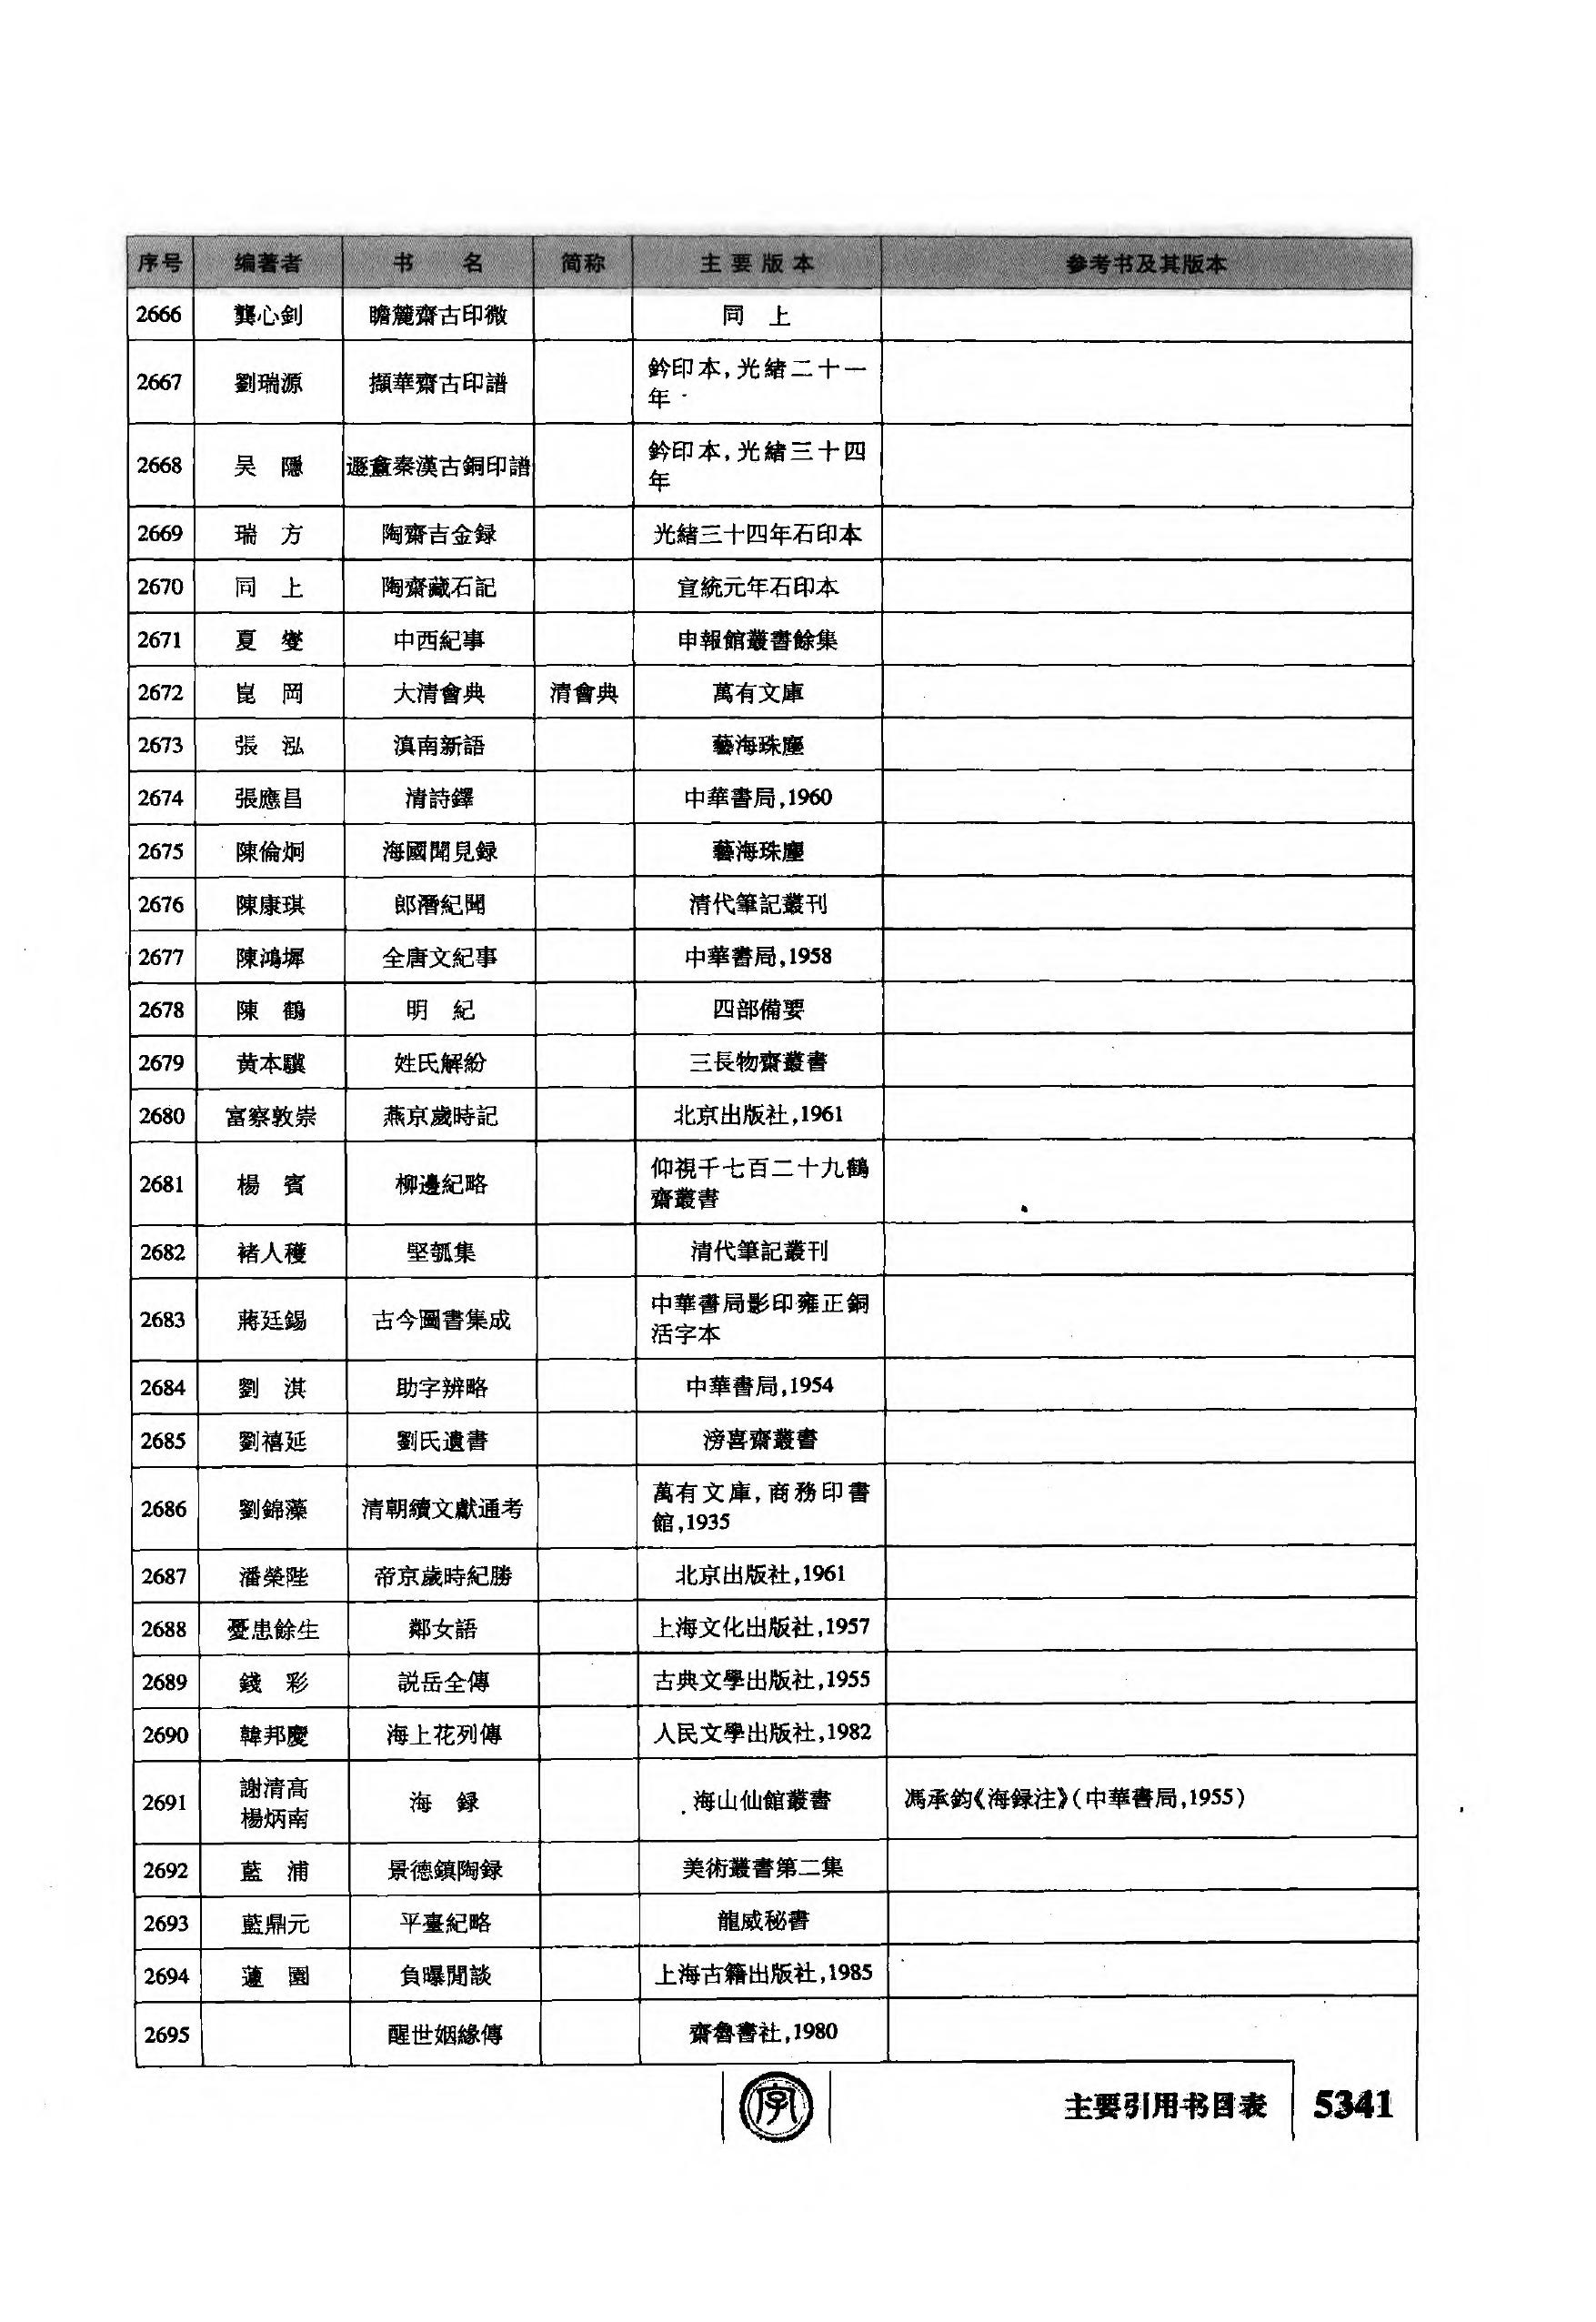 序号 编著者 书 名 简称 主要版本 参考书及其版本
2666 龔心釗 瞻麓齋古印徵 同 上
2667 劉瑞源 擷華齋古印譜 鈐印本,光緒二十一
年
2668 吴 隱 遯盦秦漢古銅印譜 鈐印本,光緒三十四
年
2669 瑞 方 陶齋吉金録 光緒三十四年石印本
2670 同 上 陶齋藏石記 宣統元年石印本
2671 夏 燮 中西紀事 申報館叢書餘集
2672 崑 岡 大清會典 清會典 萬有文庫
2673 張 泓 滇南新語 藝海珠塵
2674 張應昌 清詩鐸 中華書局,1960
2675 陳倫炯 海國聞見録 藝海珠塵
2676 陳康琪 郎潛紀聞 清代筆記叢刊
2677 陳鴻墀 全唐文紀事 中華書局,1958
2678 陳 鶴 明 紀 四部備要
2679 黄本驥 姓氏解紛 三長物齋叢書
2680 富察敦崇 燕京歲時記 北京出版社,1961
2681 楊 賓 柳邊紀略 仰視千七百二十九鶴
齋叢書
2682 褚人穫 堅瓠集 清代筆記叢刊
2683 蔣廷錫 古今圖書集成 中華書局影印雍正銅
活字本
2684 劉 淇 助字辨略 中華書局,1954
2685 劉禧延 劉氏遺書 滂喜齋叢書
2686 劉錦藻 清朝續文獻通考 萬有文庫,商務印書
館,1935
2687 潘榮陛 帝京歲時紀勝 北京出版社,1961
2688 憂患餘生 鄰女語 上海文化出版社,1957
2689 錢 彩 説岳全傳 古典文學出版社,1955
2690 韓邦慶 海上花列傳 人民文學出版社,1982
2691 謝清高 海 録 海山仙館叢書 馮承鈞《海録注》(中華書局,1955)
楊炳南
2692 藍 浦 景德鎮陶録 美術叢書第二集
2693 藍鼎元 平臺紀略 龍威秘書
2694 蘧 園 負曝閒談 上海古籍出版社,1985
2695 醒世姻緣傳 齊魯書社,1980
字
主要引用书目表 5341